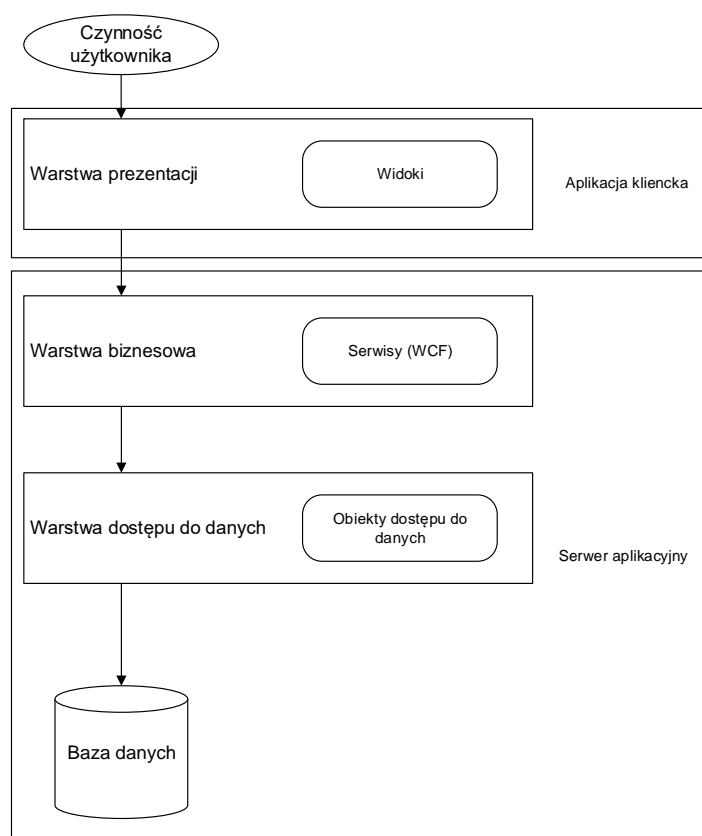 Czynność
użytkownika
Warstwa prezentacji
Widoki
Aplikacja kliencka
Warstwa biznesowa
Serwisy (WCF)
Warstwa dostępu do danych
Obiekty dostępu do
danych
Serwer aplikacyjny
Baza danych